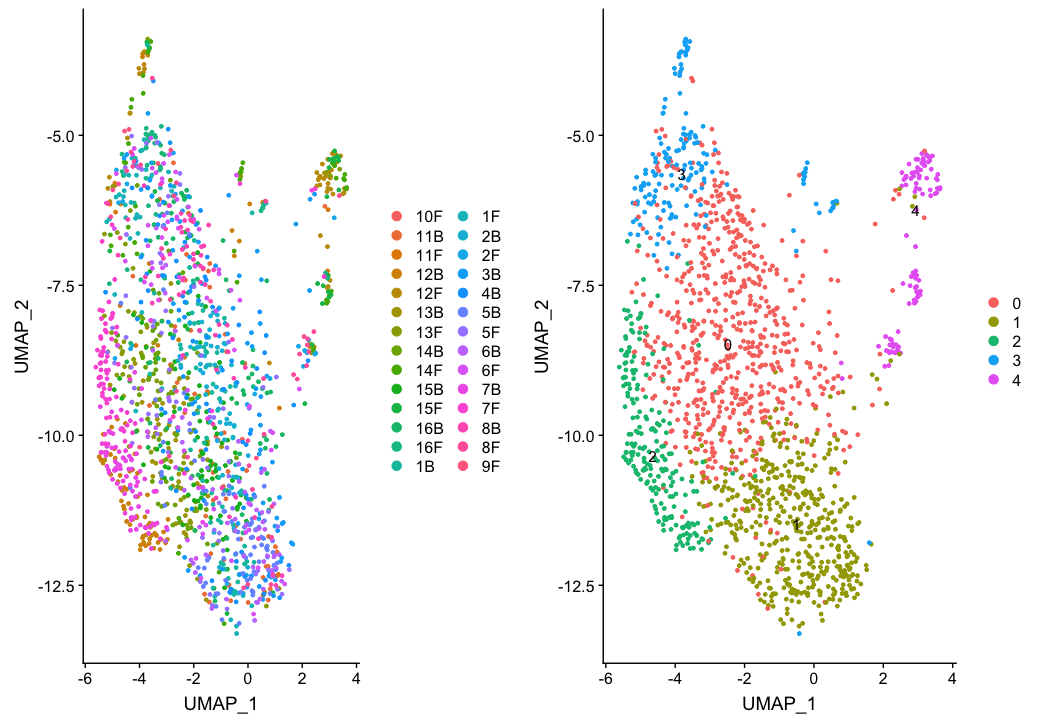 -5.0
-7.5
-10.0
-12.5
UMAP_2
-6 -4 -2 0 2 4
UMAP_1
10F 1F
11B 2B
11F 2F
12B 3B
12F 4B
13B 5B
13F 5F
14B 6B
14F 6F
15B 7B
15F 7F
16B 8B
16F 8F
1B 9F
-5.0
-7.5
-10.0
-12.5
UMAP_2
3
4
0
2
1
-6 -4 -2 0 2 4
UMAP_1
0
1
2
3
4